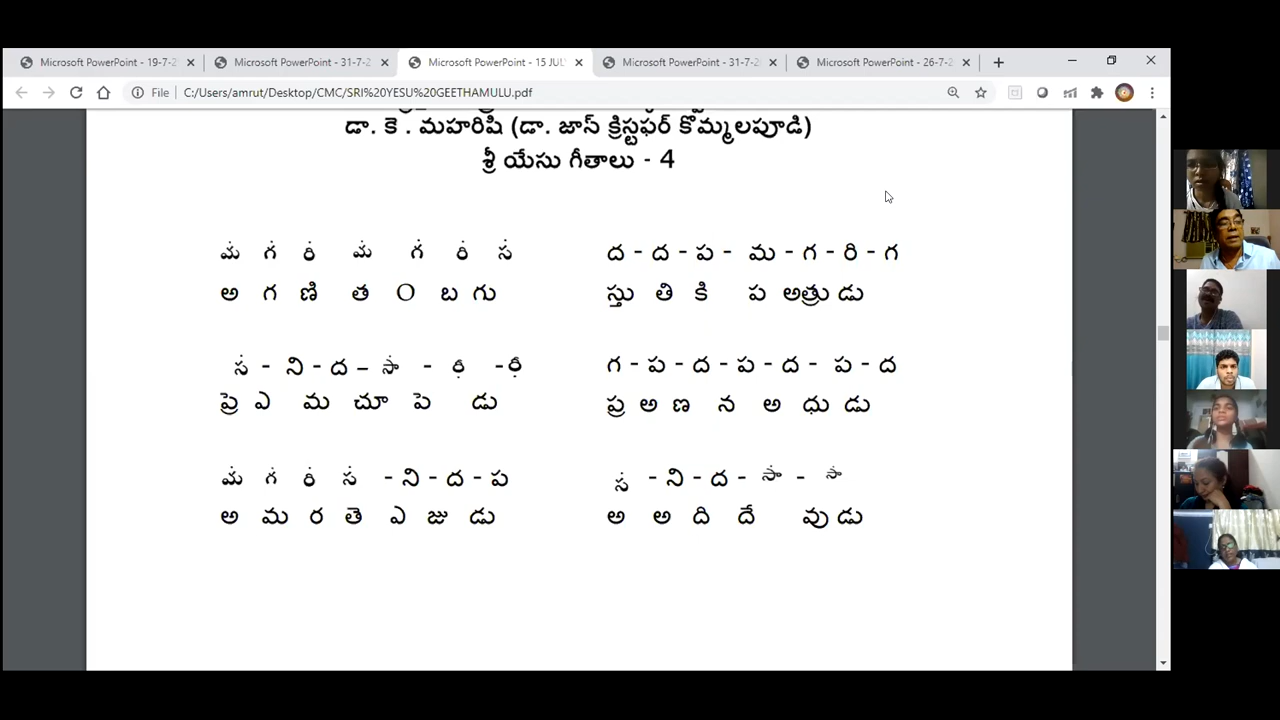 Microsoft PowerPoint - 19-7-2 Microsoft PowerPoint - 31-7-2 Microsoft PowerPoint - 15 JU Microsoft PowerPoint - 31-7-2 Microsoft PowerPoint - 26-7-2
File C:/Users/amrut/Desktop/CMC/SRI%20YESU%20GEETHAMULU.pdf
డా. కె . మహరిషి (డా. జాస్ క్రిస్టఫర్ కొమ్మలపూడి)
శ్రీ యేసు గీతాలు - 4
మ̇ గ̇ రి̇ మ̇ గ̇ రి̇ స̇ ద - ద - ప - మ - గ - రి - గ
అ గ ణి త ం బ గు స్తు తి కి ప అత్రు డు
స̇ - ని - ద – సా̇ - రీ̇ - రీ̇ గ - ప - ద - ప - ద - ప - ద
ప్రె ఎ మ చూ పె డు ప్ర అ ణ న అ ధు డు
మ̇ గ̇ రి̇ స̇ - ని - ద - ప స̇ - ని - ద - సా̇ - సా̇
అ మ ర తె ఎ జు డు అ అ ది దే వు డు